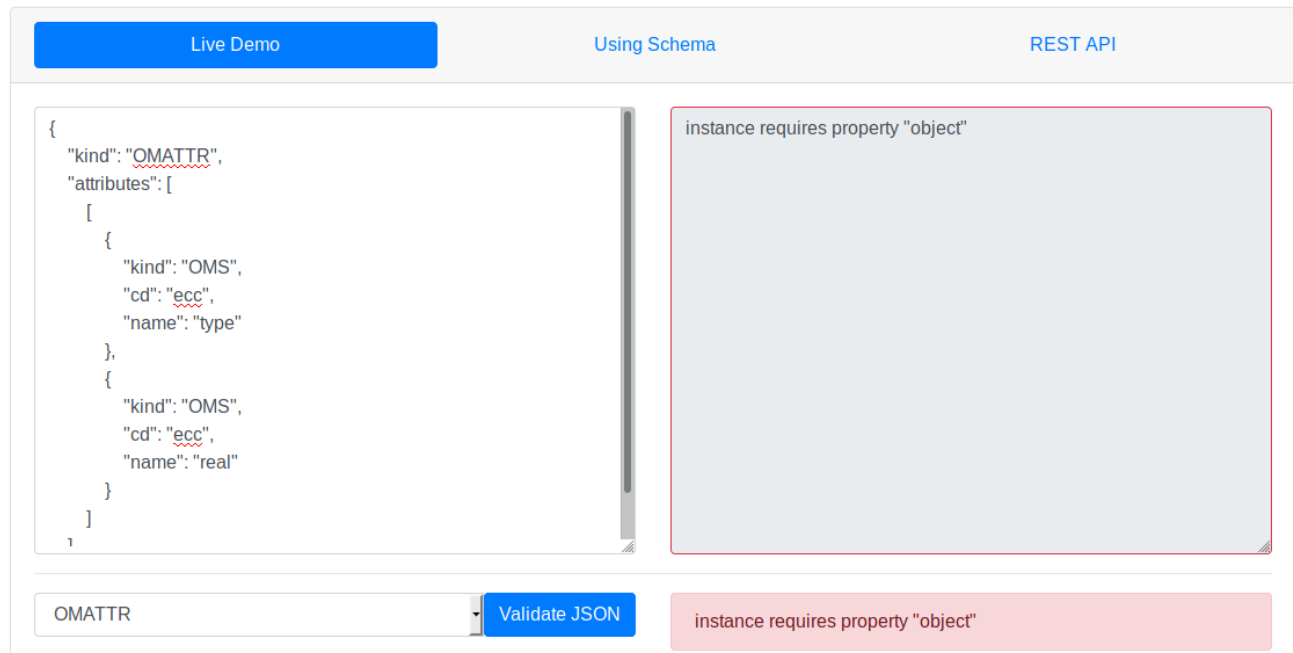 Live Demo
Using Schema
REST API
{
"kind": "OMATTR",
"attributes": [
[
{
"kind": "OMS",
"cd": "ecc",
"name": "type"
},
{
"kind": "OMS",
"cd": "ecc",
"name": "real"
}
]
]
instance requires property "object"
OMATTR
Validate JSON
instance requires property "object"